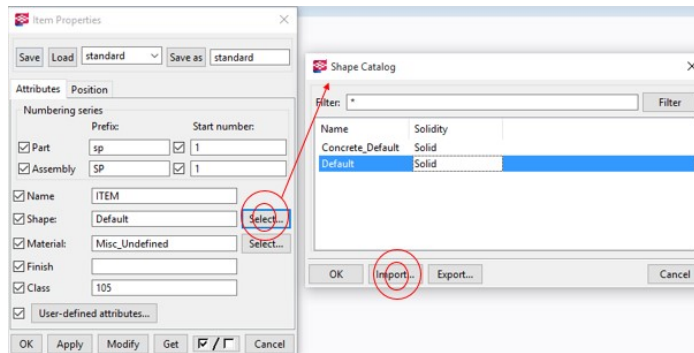 Item Properties
Save Load standard Save as standard
Attributes Position
Numbering series
Prefix: Start number:
Part sp 1
Assembly SP 1
Name ITEM
Shape: Default Select...
Material: Misc_Undefined Select...
Finish
Class 105
User-defined attributes...
OK Apply Modify Get / Cancel
Shape Catalog
Filter: * Filter
Name Solidity
Concrete_Default Solid
Default Solid
OK Import... Export... Cancel